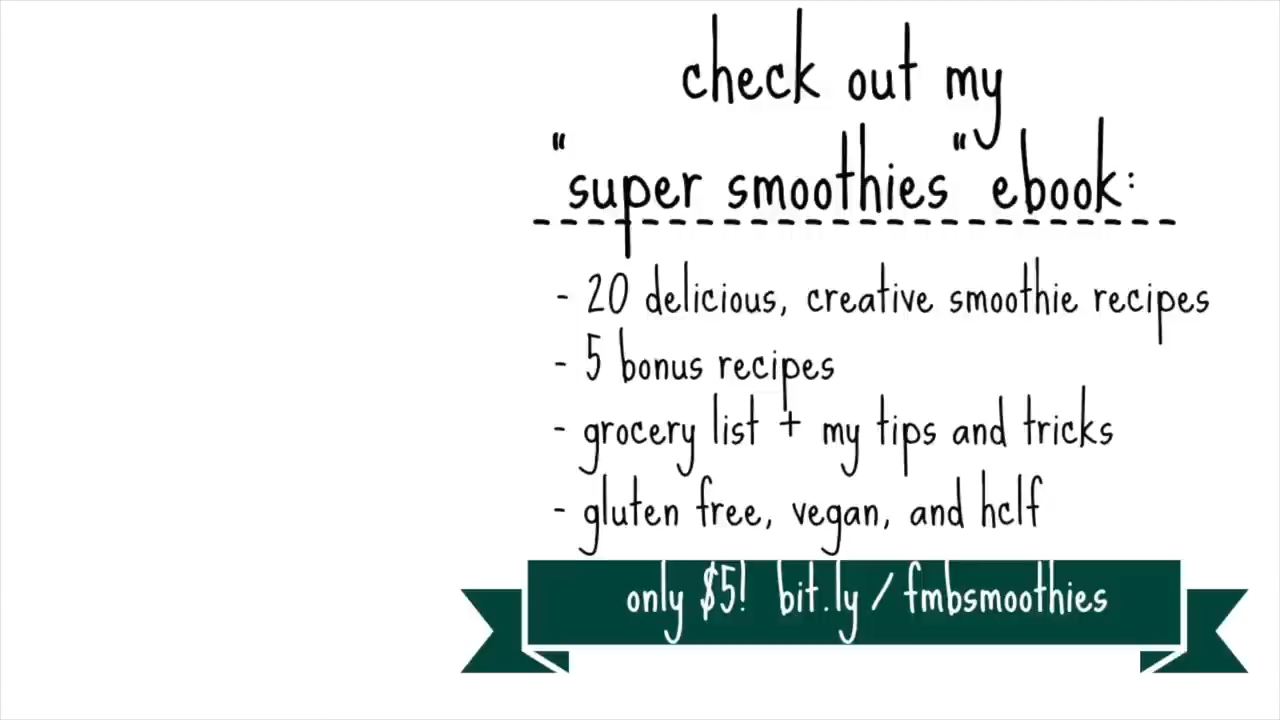 check out my
"super smoothies" ebook:
- 20 delicious, creative smoothie recipes
- 5 bonus recipes
- grocery list + my tips and tricks
- gluten free, vegan, and hclf
only $5! bit.ly/fmbsmoothies